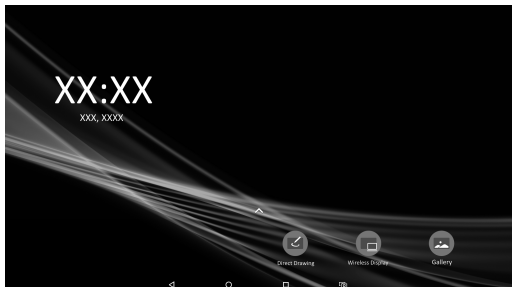 XX:XX
XXX, XXXX
Direct Drawing
Wireless Display
Gallery